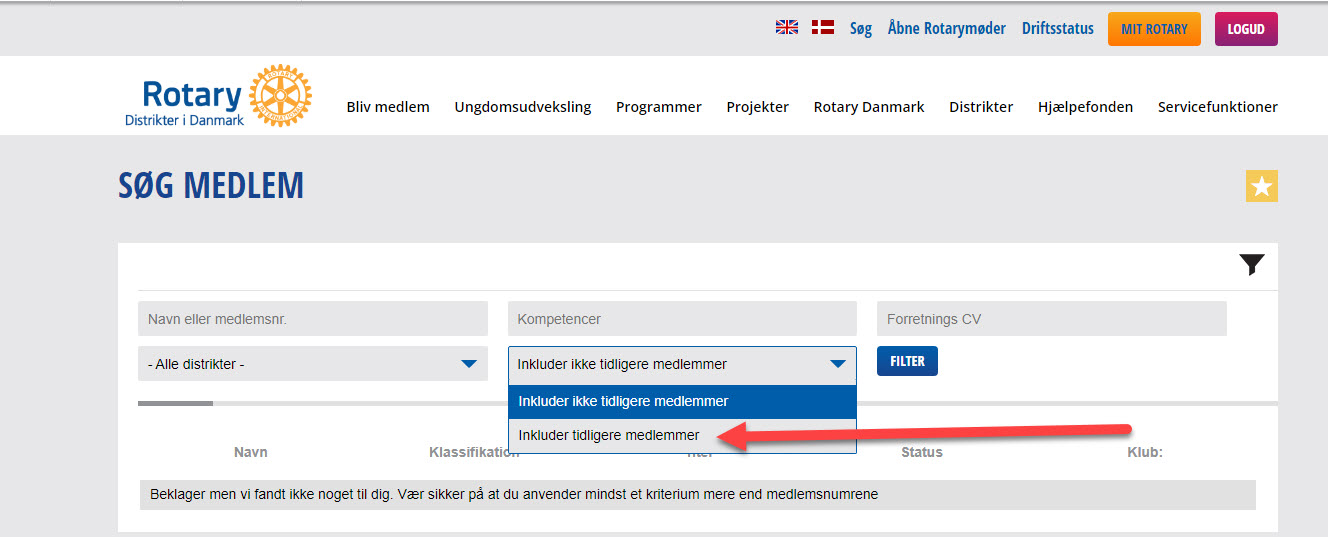 Søg Åbne Rotarymøder Driftsstatus MIT ROTARY LOGUD
Rotary
Distrikter i Danmark
ROTARY INTERNATIONAL
Bliv medlem Ungdomsudveksling Programmer Projekter Rotary Danmark Distrikter Hjælpefonden Servicefunktioner
SØG MEDLEM
Navn eller medlemsnr. Kompetencer Forretnings CV
- Alle distrikter - Inkluder ikke tidligere medlemmer FILTER
Inkluder ikke tidligere medlemmer
Inkluder tidligere medlemmer
Navn Klassifikation Status Klub:
Beklager men vi fandt ikke noget til dig. Vær sikker på at du anvender mindst et kriterium mere end medlemsnumrene